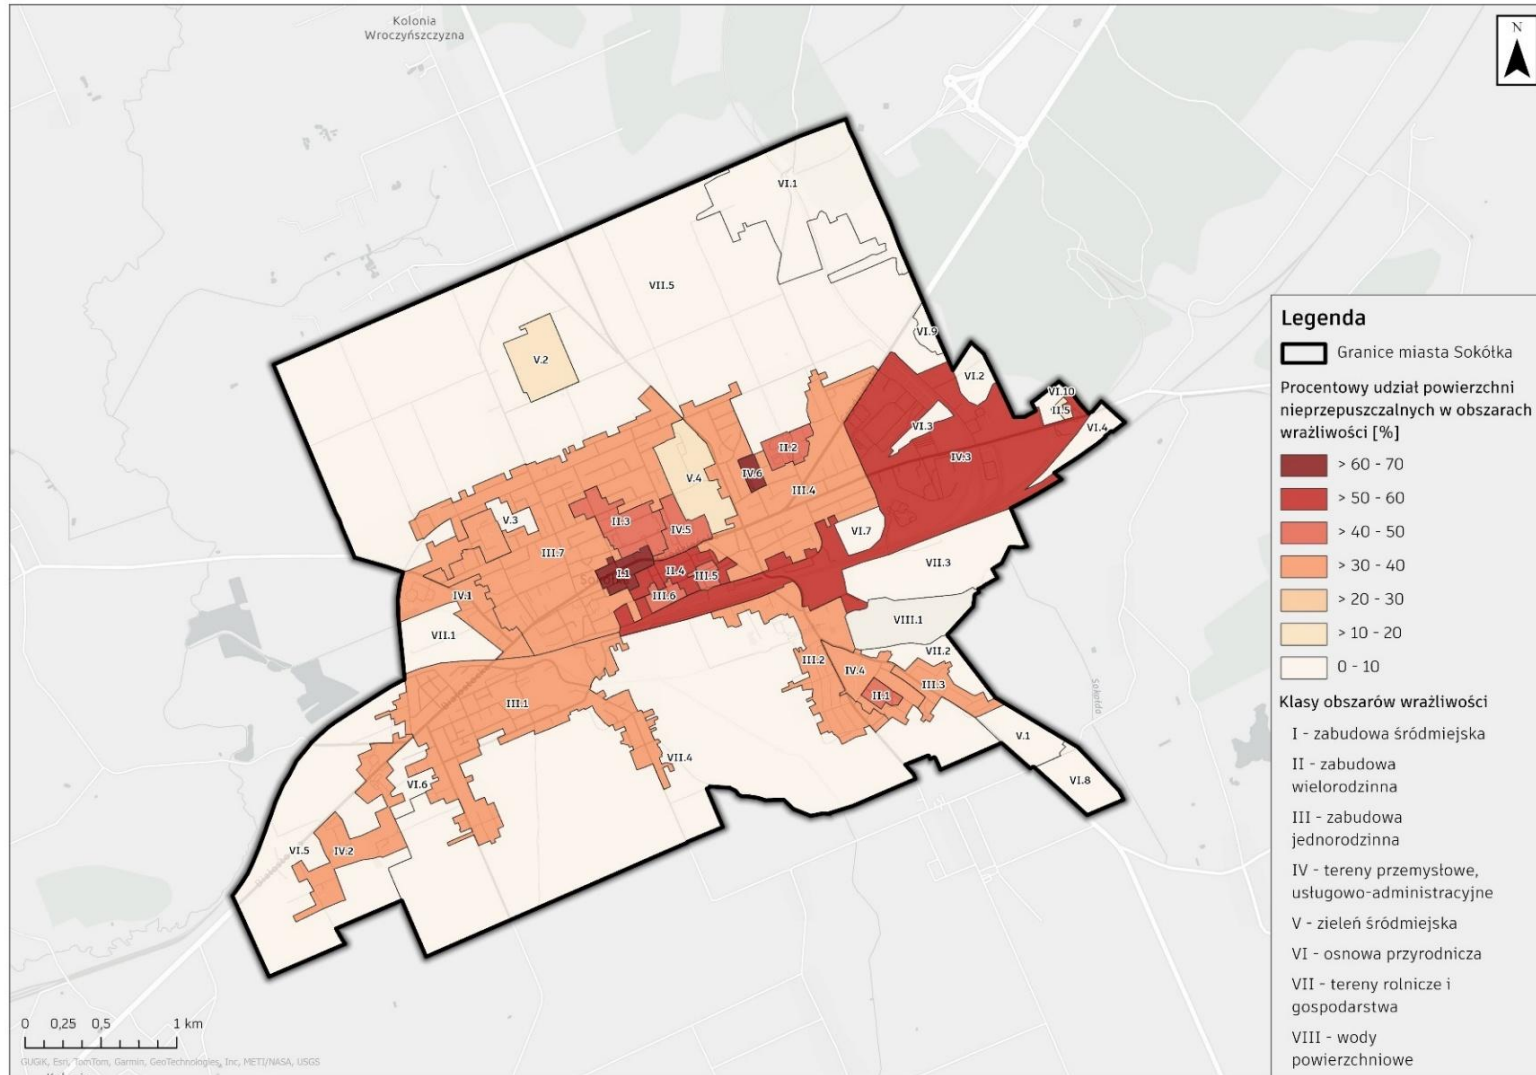 Kolonia
Wroczyńszczyzna
N
VI.1
VII.5
VI.9
V.2
VI.2
VI.10
II.5
VI.4
VI.3
II.2
IV.3
V.4
IV.6
III.4
V.3
II.3
IV.5
VI.7
III.7
I.1
II.4
III.5
VII.3
III.6
IV.1
VIII.1
VII.1
VII.2
III.2
IV.4
III.3
II.1
III.1
Sokołda
V.1
VII.4
VI.8
VI.6
VI.5
IV.2
Legenda
Granice miasta Sokółka
Procentowy udział powierzchni
nieprzepuszczalnych w obszarach
wrażliwości [%]
> 60 - 70
> 50 - 60
> 40 - 50
> 30 - 40
> 20 - 30
> 10 - 20
0 - 10
Klasy obszarów wrażliwości
I - zabudowa śródmiejska
II - zabudowa
wielorodzinna
III - zabudowa
jednorodzinna
IV - tereny przemysłowe,
usługowo-administracyjne
V - zieleń śródmiejska
VI - osnowa przyrodnicza
VII - tereny rolnicze i
gospodarstwa
VIII - wody
powierzchniowe
0 0,25 0,5 1 km
GUGiK, Esri, TomTom, Garmin, GeoTechnologies, Inc, METI/NASA, USGS